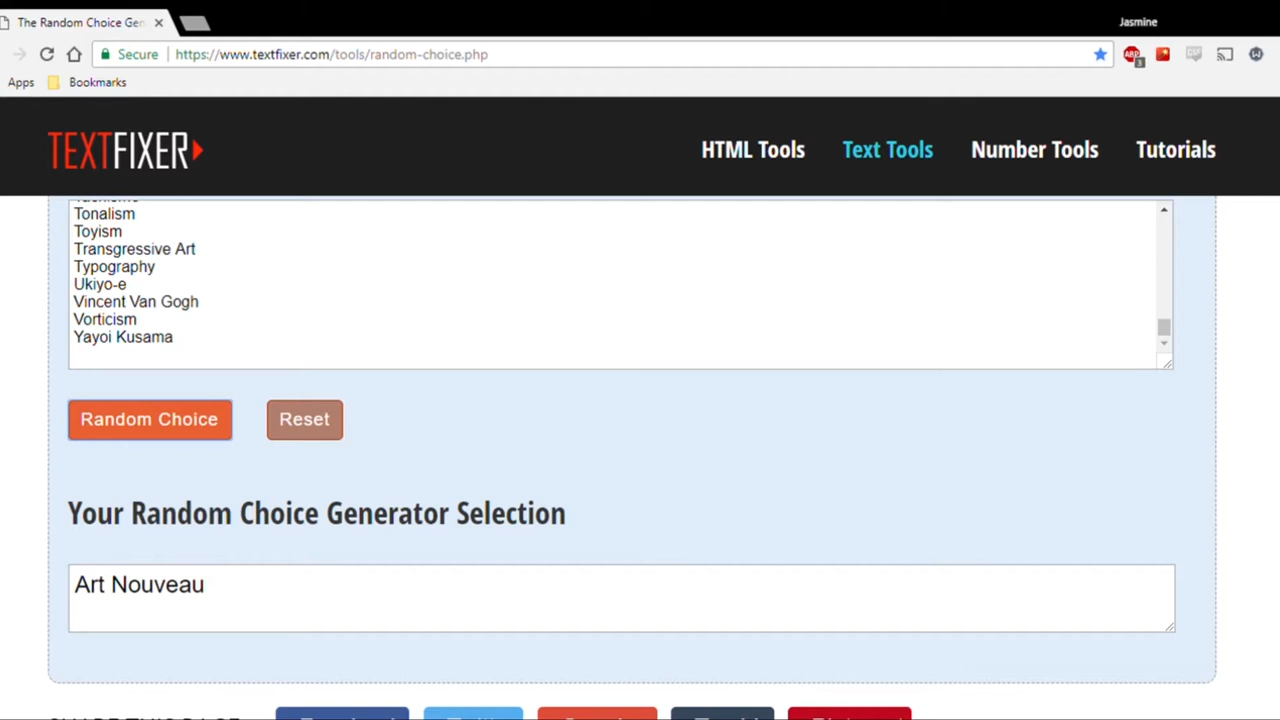 The Random Choice Gen
Jasmine
Secure
https://www.textfixer.com/tools/random-choice.php
ABP
3
Apps
Bookmarks
TEXTFIXER
HTML Tools
Text Tools
Number Tools
Tutorials
Tonalism
Toyism
Transgressive Art
Typography
Ukiyo-e
Vincent Van Gogh
Vorticism
Yayoi Kusama
Random Choice
Reset
Your Random Choice Generator Selection
Art Nouveau